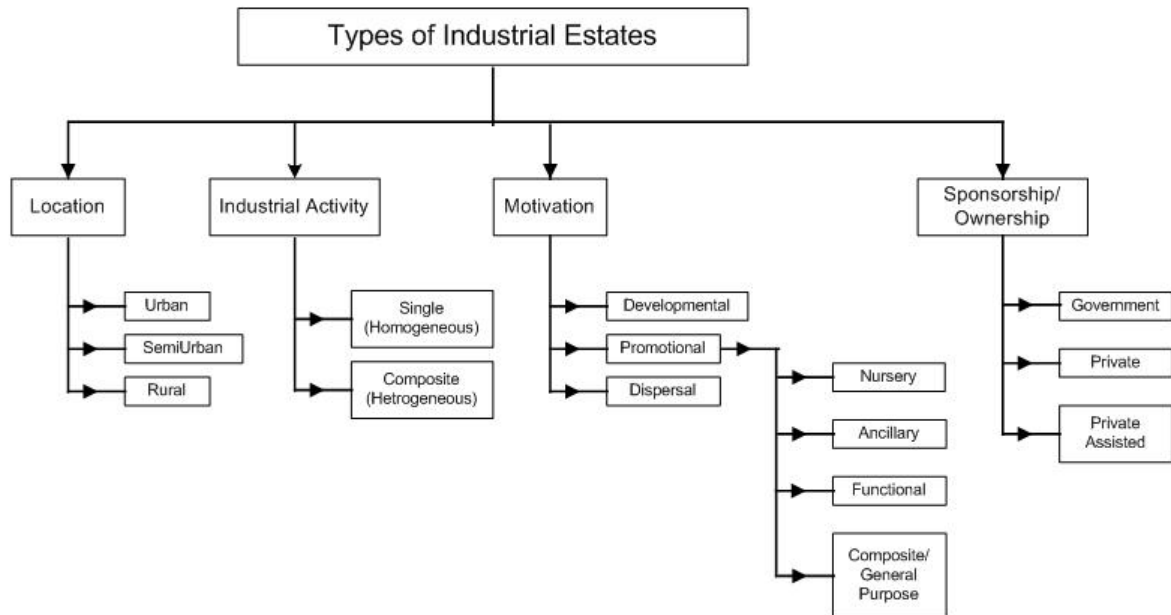 Types of Industrial Estates
Location
Industrial Activity
Motivation
Sponsorship/
Ownership
Urban
SemiUrban
Rural
Single
(Homogeneous)
Composite
(Hetrogeneous)
Developmental
Promotional
Dispersal
Nursery
Ancillary
Functional
Composite/
General
Purpose
Government
Private
Private
Assisted